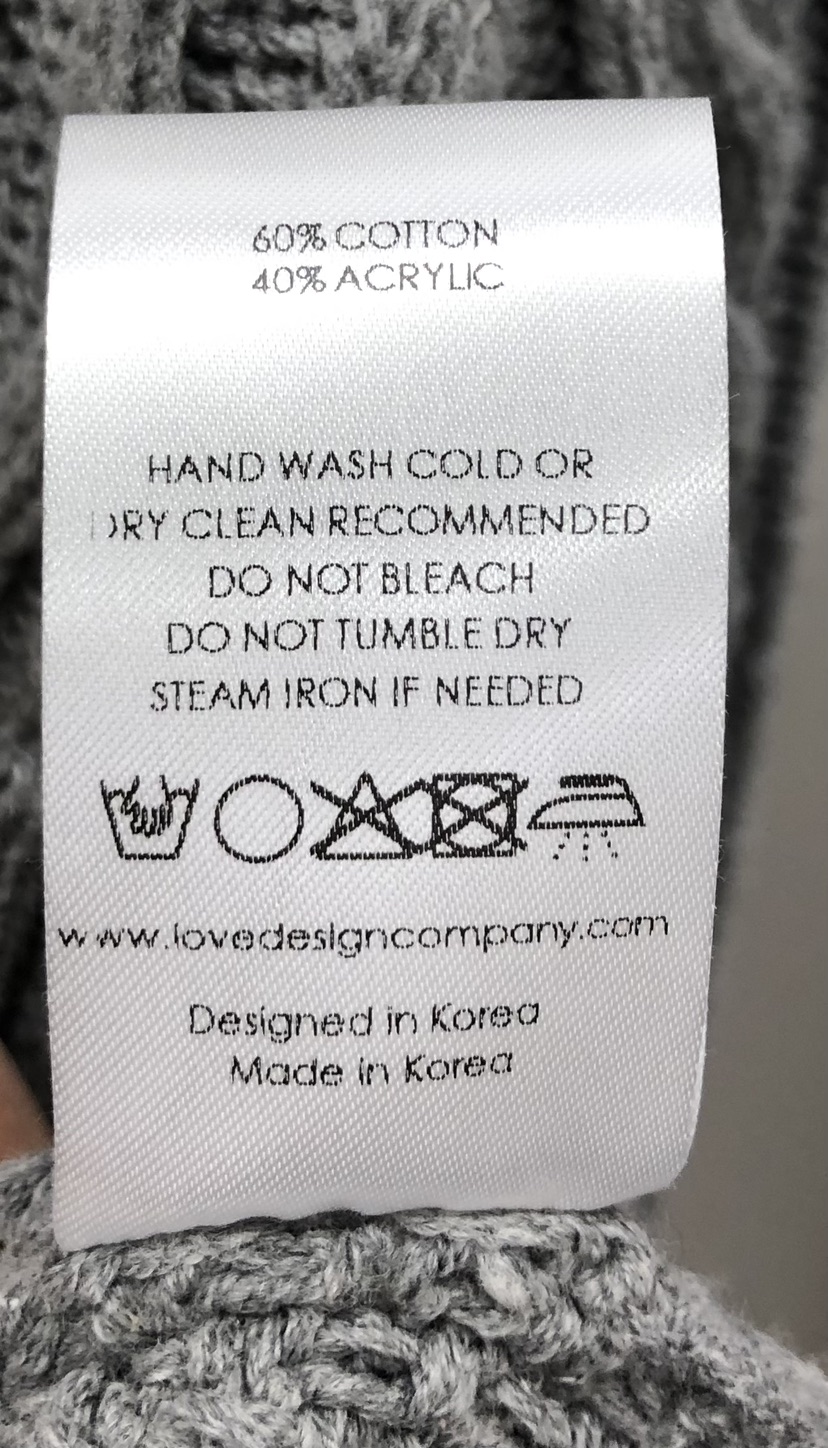 60% COTTON
40% ACRYLIC
HAND WASH COLD OR
DRY CLEAN RECOMMENDED
DO NOT BLEACH
DO NOT TUMBLE DRY
STEAM IRON IF NEEDED
www.lovedesigncompany.com
Designed in Korea
Made in Korea